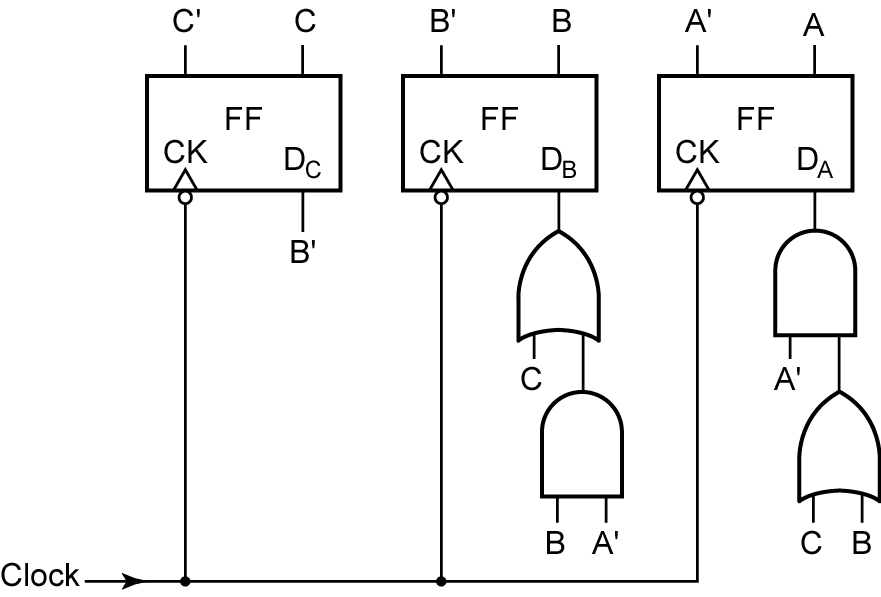 C' C B' B A' A
FF FF FF
CK D_C CK D_B CK D_A
B'
C A'
B A' C B
Clock